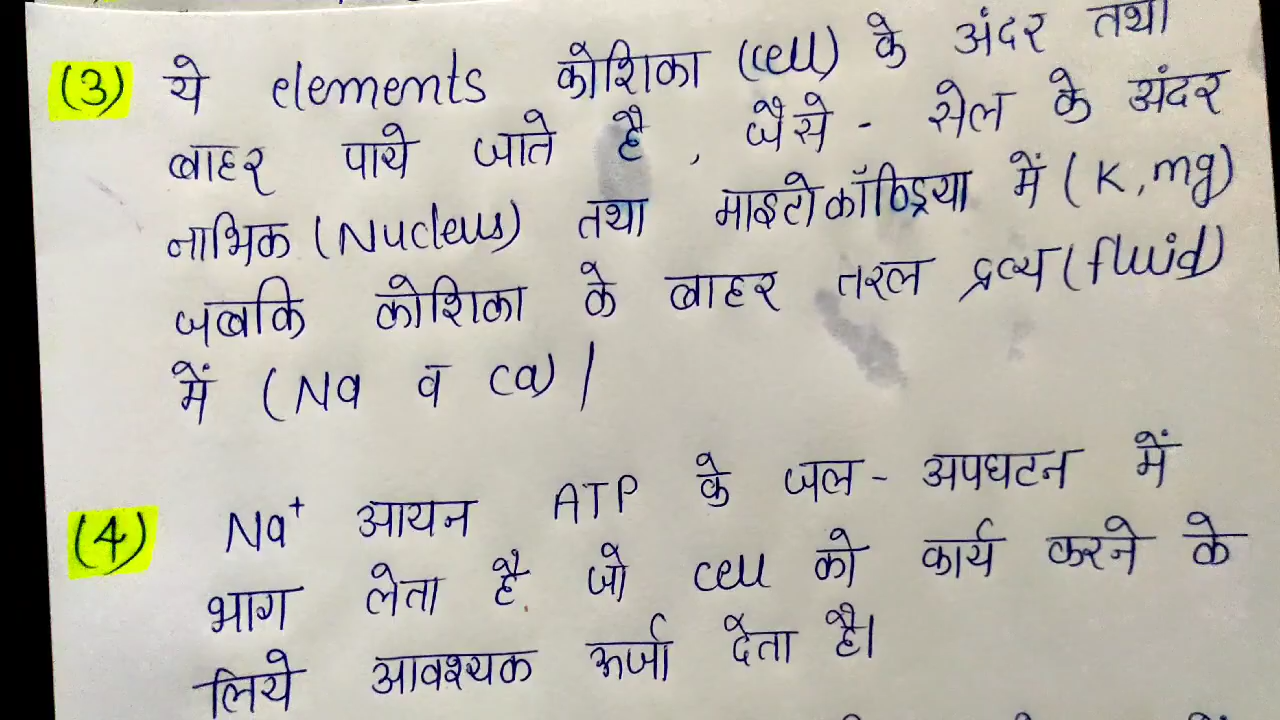 (3) ये elements कोशिका (cell) के अंदर तथा
बाहर पाये जाते है, जैसे - सेल के अंदर
नाभिक (Nucleus) तथा माइटोकॉण्ड्रिया में (K, mg)
जबकि कोशिका के बाहर तरल द्रव्य (fluid)
में (Na व ca) |
(4) Na⁺ आयन ATP के जल - अपघटन में
भाग लेता है जो cell को कार्य करने के
लिये आवश्यक ऊर्जा देता है।